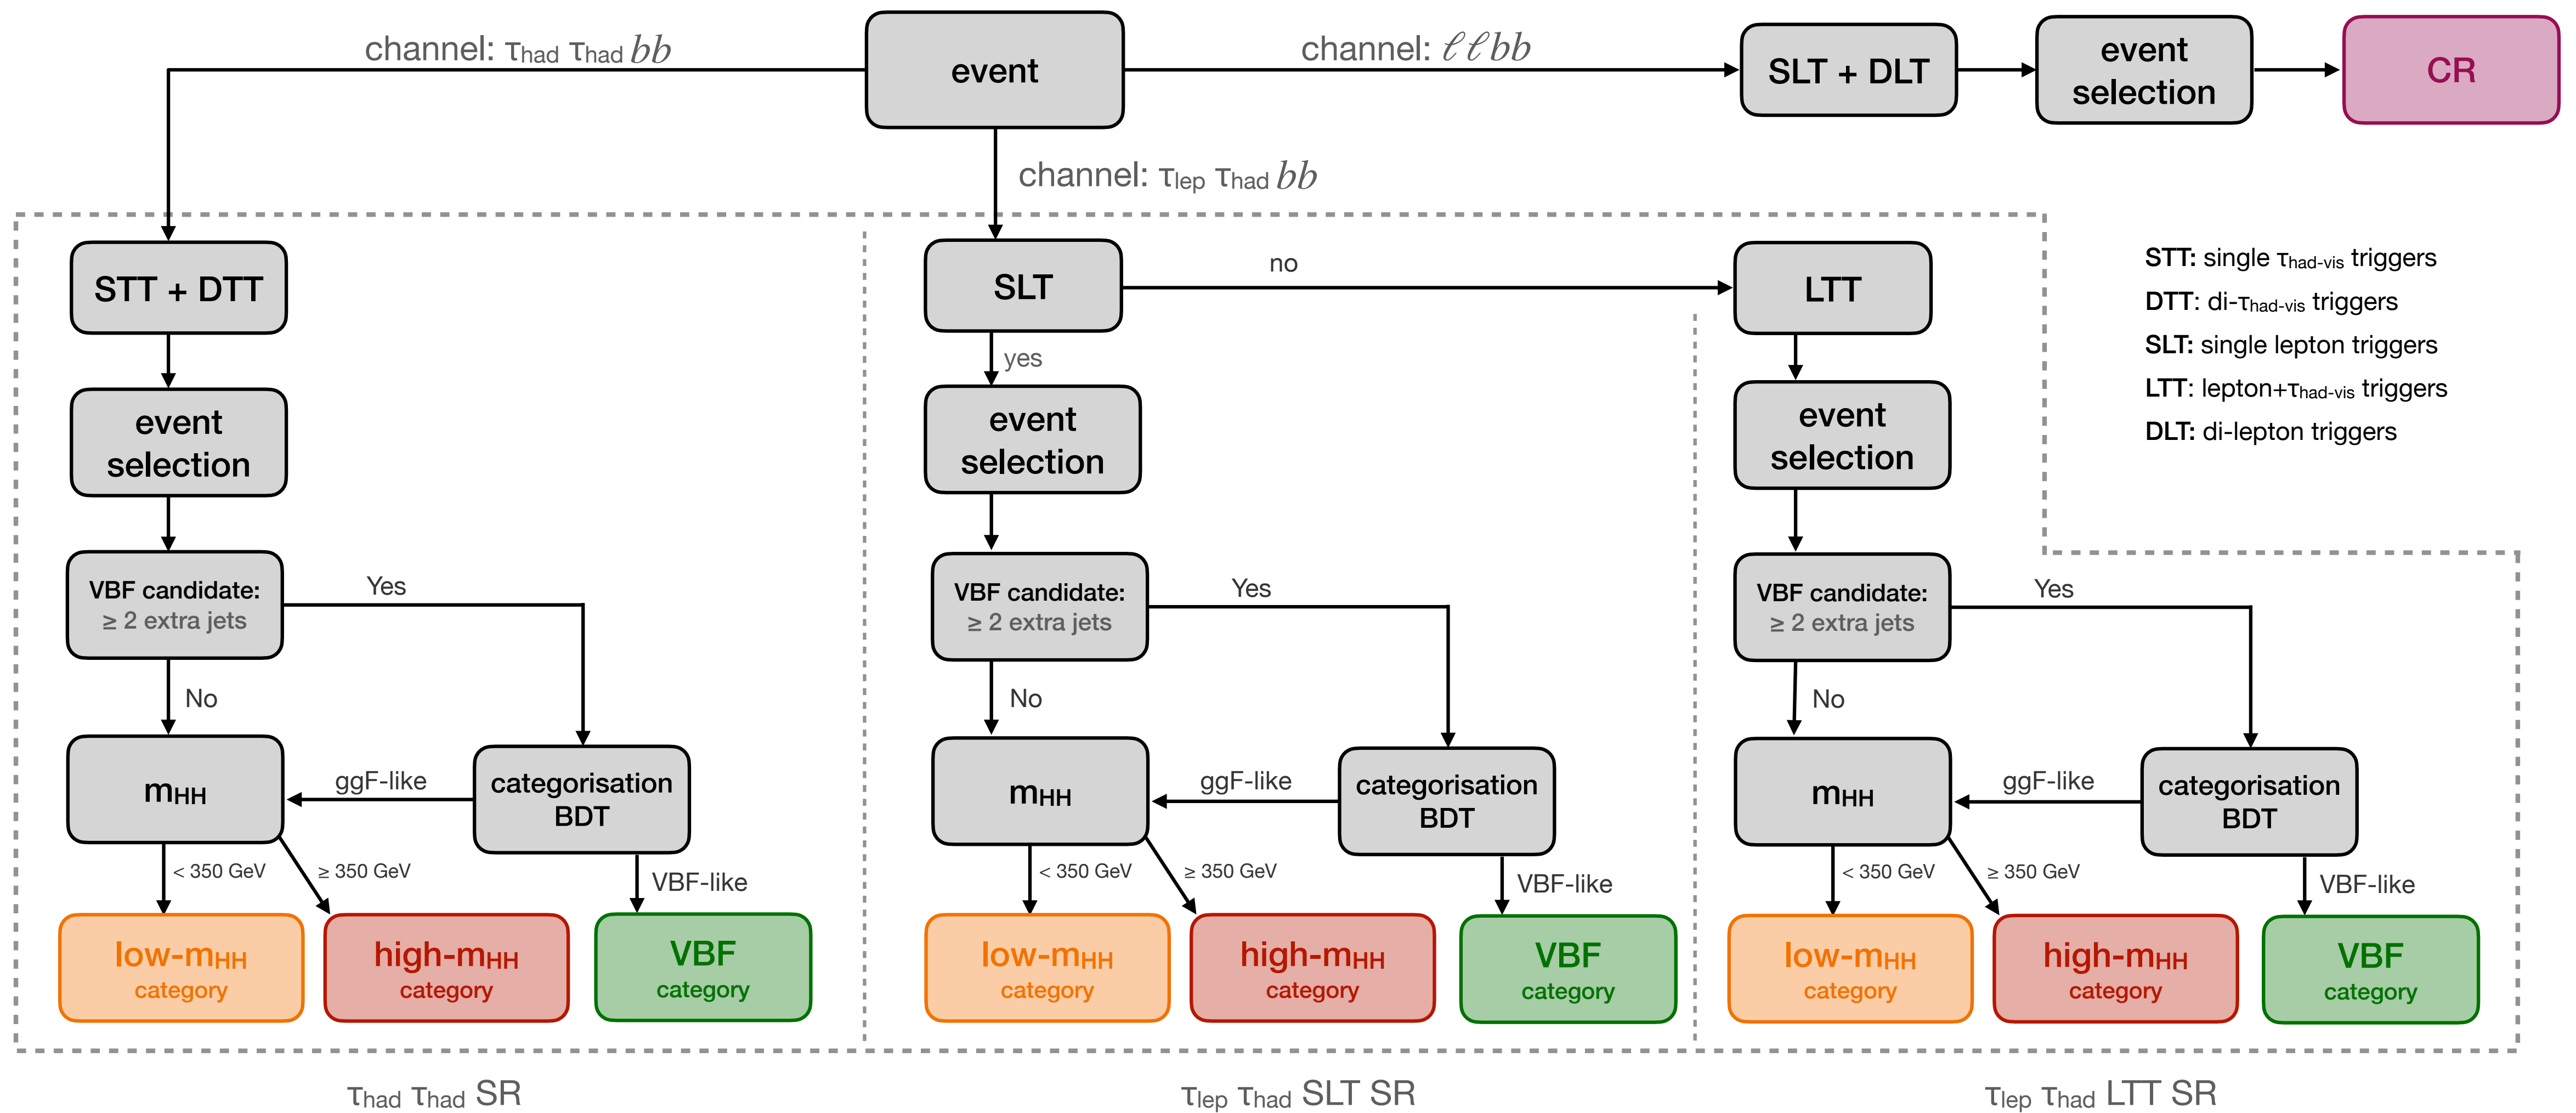 channel: τhad τhad bb
event
channel: ℓℓbb
SLT + DLT
event
selection
CR
channel: τlep τhad bb
STT + DTT
event
selection
VBF candidate:
≥ 2 extra jets
Yes
No
mHH
ggF-like
categorisation
BDT
< 350 GeV
≥ 350 GeV
VBF-like
low-mHH
category
high-mHH
category
VBF
category
τhad τhad SR
SLT
no
yes
event
selection
VBF candidate:
≥ 2 extra jets
Yes
No
mHH
ggF-like
categorisation
BDT
< 350 GeV
≥ 350 GeV
VBF-like
low-mHH
category
high-mHH
category
VBF
category
τlep τhad SLT SR
LTT
event
selection
VBF candidate:
≥ 2 extra jets
Yes
No
mHH
ggF-like
categorisation
BDT
< 350 GeV
≥ 350 GeV
VBF-like
low-mHH
category
high-mHH
category
VBF
category
τlep τhad LTT SR
STT: single τhad-vis triggers
DTT: di-τhad-vis triggers
SLT: single lepton triggers
LTT: lepton+τhad-vis triggers
DLT: di-lepton triggers